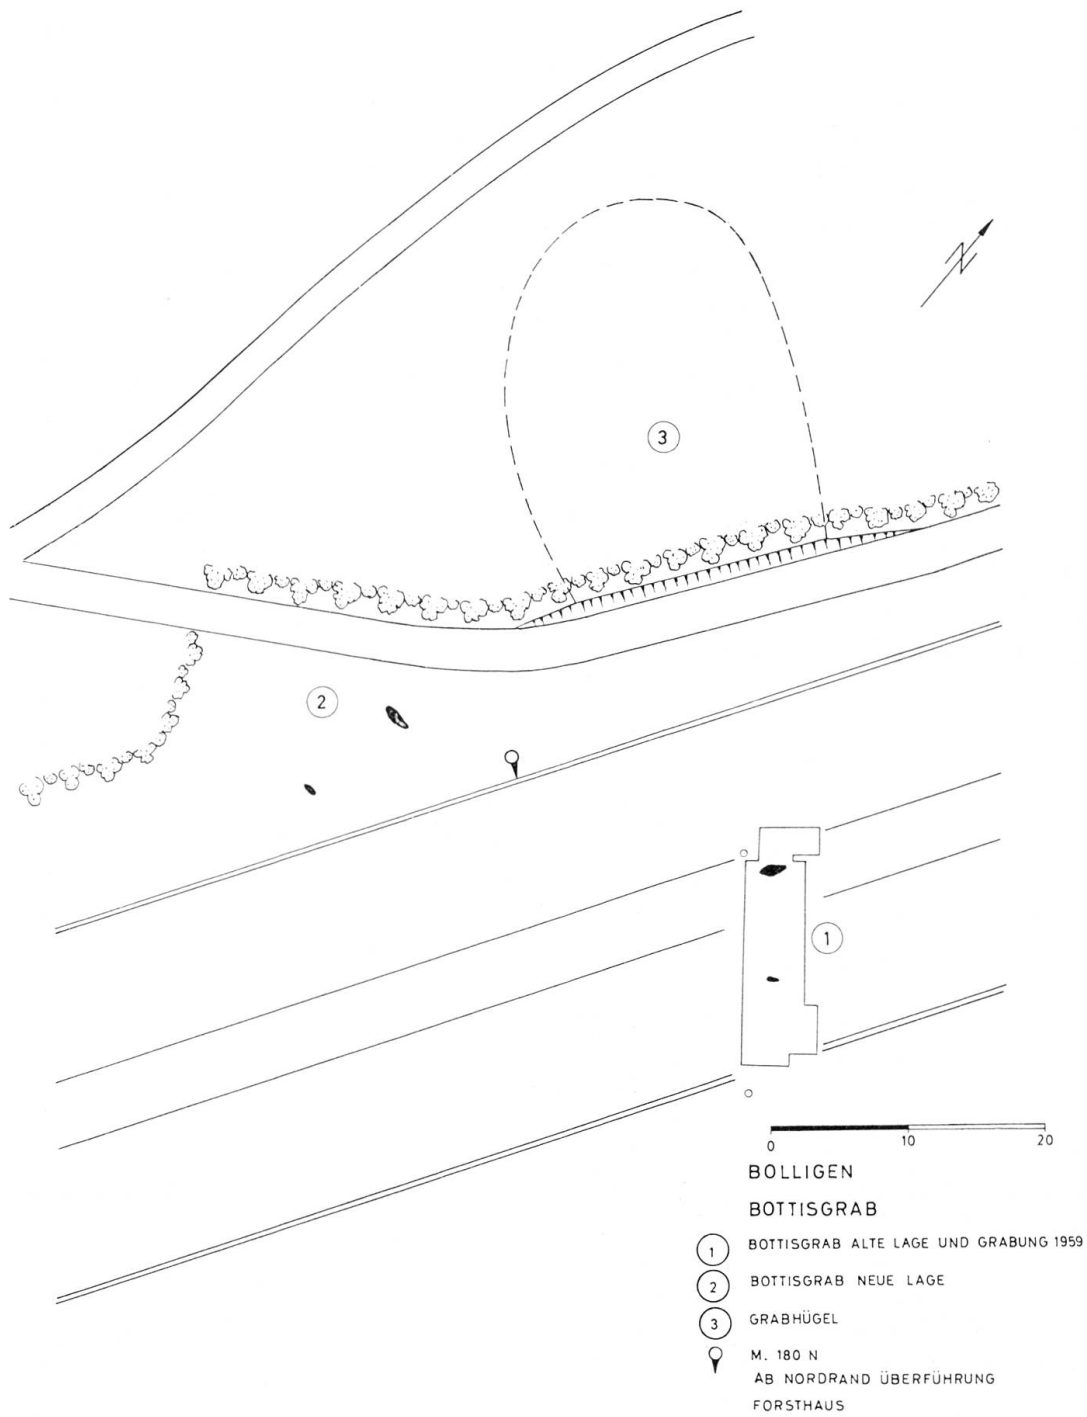 N
3
2
1
0 10 20
BOLLIGEN
BOTTISGRAB
1 BOTTISGRAB ALTE LAGE UND GRABUNG 1959
2 BOTTISGRAB NEUE LAGE
3 GRABHÜGEL
M. 180 N
AB NORDRAND ÜBERFÜHRUNG
FORSTHAUS